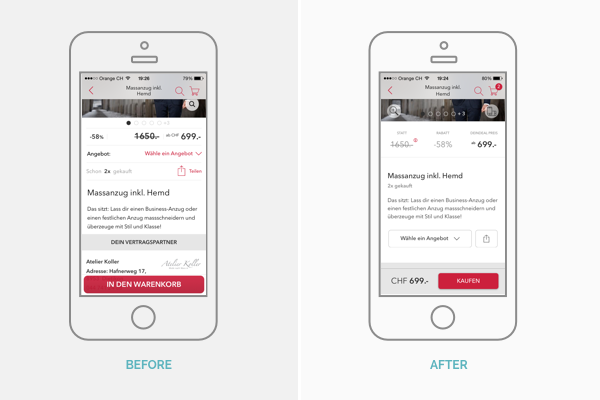 Orange CH 19:26 79%
Massanzug inkl.
Hemd
+3
-58% 1650.- ab CHF 699.-
Angebot: Wähle ein Angebot
Schon 2x gekauft Teilen
Massanzug inkl. Hemd
Das sitzt: Lass dir einen Business-Anzug oder
einen festlichen Anzug massschneidern und
überzeuge mit Stil und Klasse!
DEIN VERTRAGSPARTNER
Atelier Koller
Atelier Koller
Adresse: Hafnerweg 17,
IN DEN WARENKORB
BEFORE
Orange CH 19:24 80%
Massanzug inkl.
Hemd
2
+3
STATT RABATT DEINDEAL PREIS
1650.- -58% ab 699.-
Massanzug inkl. Hemd
2x gekauft
Das sitzt: Lass dir einen Business-Anzug oder
einen festlichen Anzug massschneidern und
überzeuge mit Stil und Klasse!
Wähle ein Angebot
CHF 699.- KAUFEN
AFTER